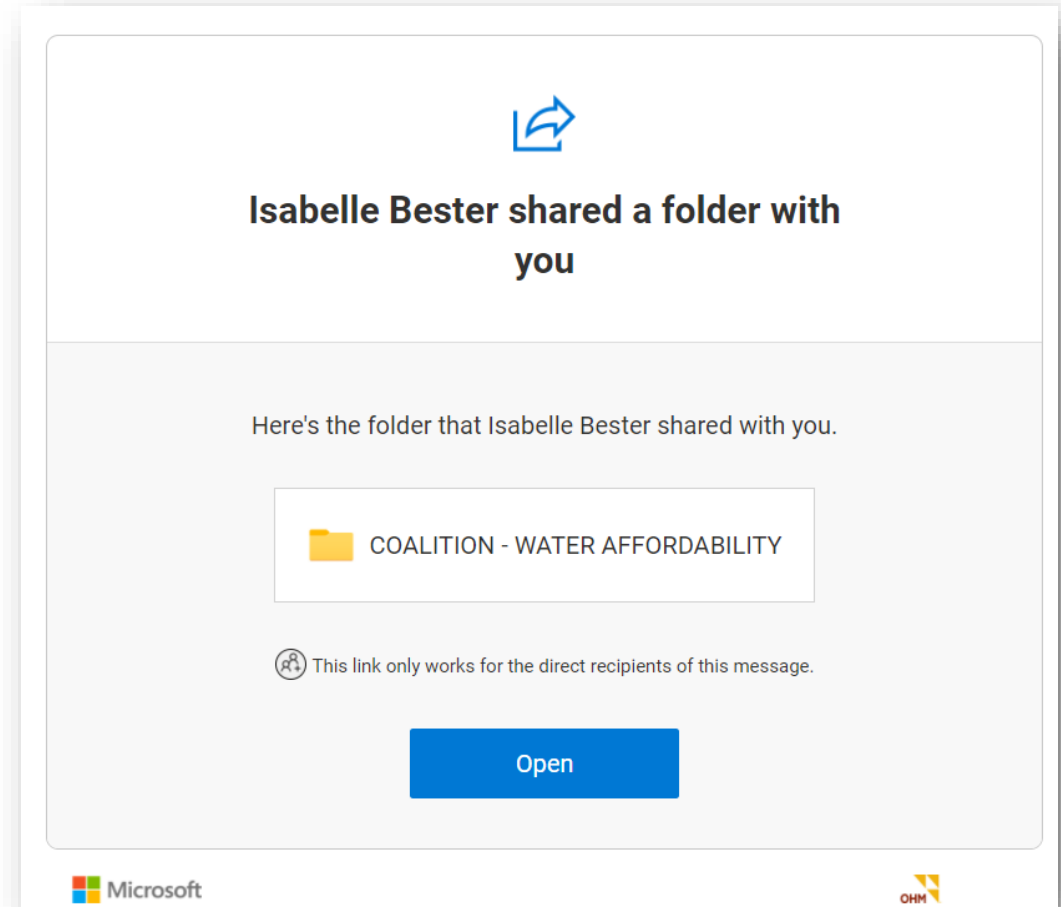 Isabelle Bester shared a folder with
you
Here's the folder that Isabelle Bester shared with you.
COALITION - WATER AFFORDABILITY
This link only works for the direct recipients of this message.
Open
Microsoft
OHM